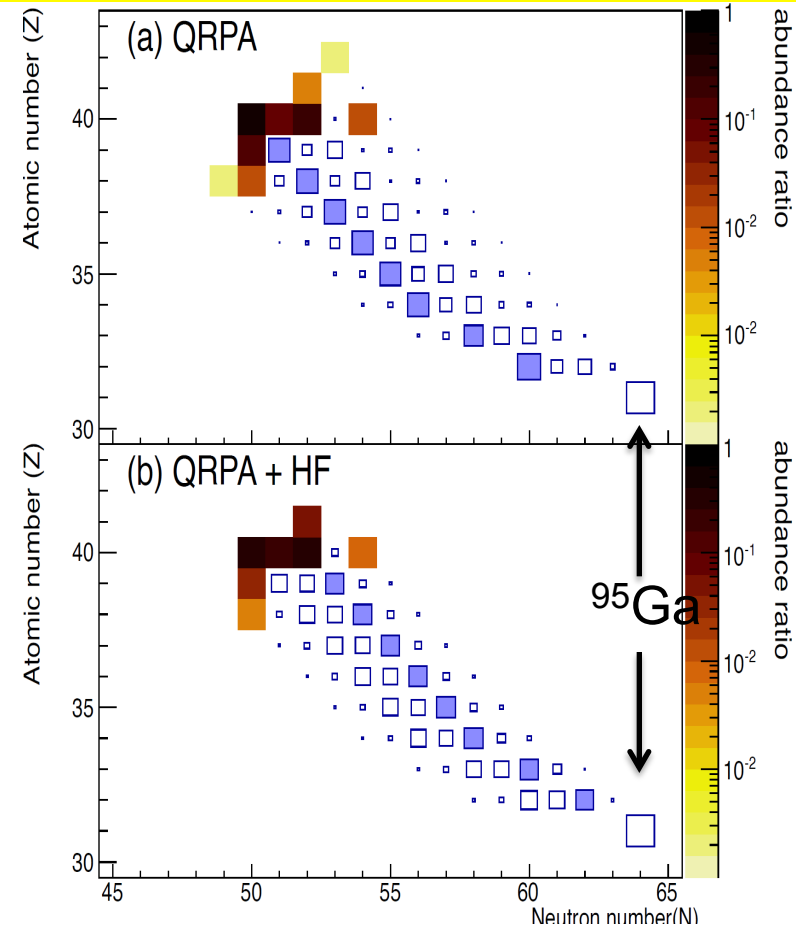 (a) QRPA
Atomic number (Z)
40
35
30
1
10-1
10-2
10-2
abundance ratio
(b) QRPA + HF
Atomic number (Z)
40
35
30
1
10-1
10-2
10-2
abundance ratio
95Ga
45 50 55 60 65
Neutron number(N)